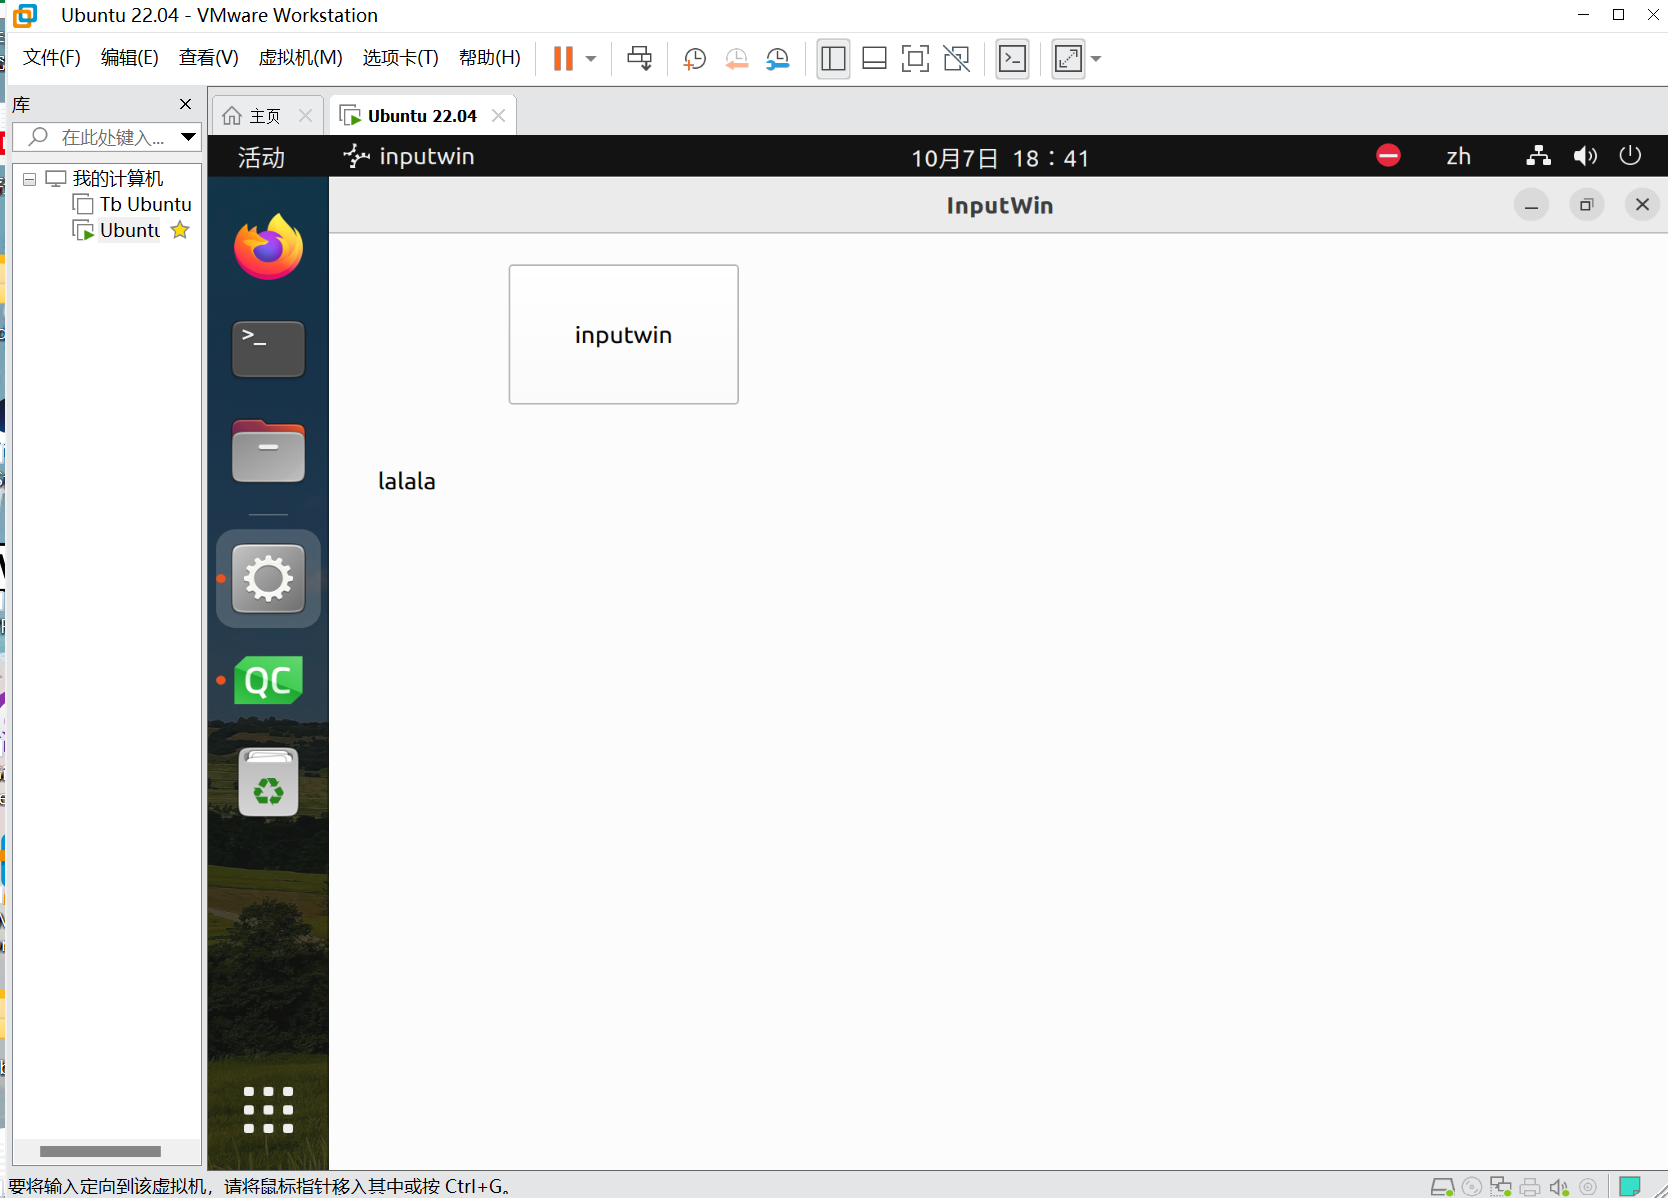 Ubuntu 22.04 - VMware Workstation
文件(F) 编辑(E) 查看(V) 虚拟机(M) 选项卡(T) 帮助(H)
库
在此处键入...
我的计算机
Tb Ubuntu
Ubuntu
主页
Ubuntu 22.04
活动
inputwin
10月7日 18：41
zh
InputWin
inputwin
lalala
>_
QC
要将输入定向到该虚拟机，请将鼠标指针移入其中或按 Ctrl+G。